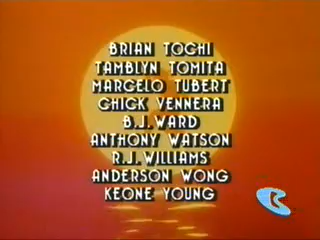 BRIAN TOCHI
TAMBLYN TOMITA
MARCELO TUBERT
CHICK VENNERA
B.J. WARD
ANTHONY WATSON
R.J. WILLIAMS
ANDERSON WONG
KEONE YOUNG